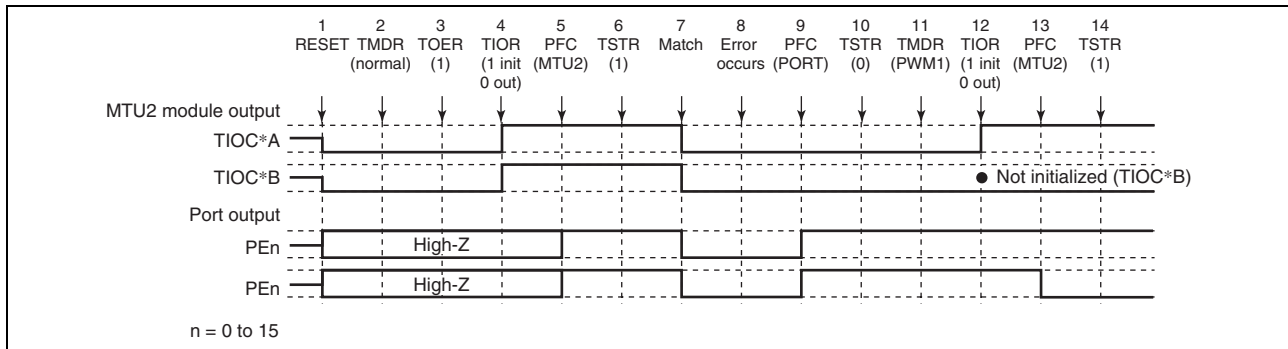 1 2 3 4 5 6 7 8 9 10 11 12 13 14
RESET TMDR TOER TIOR PFC TSTR Match Error PFC TSTR TMDR TIOR PFC TSTR
(normal) (1) (1 init (MTU2) (1) occurs (PORT) (0) (PWM1) (1 init (MTU2) (1)
0 out) 0 out)
MTU2 module output
TIOC*A
TIOC*B ● Not initialized (TIOC*B)
Port output
PEn High-Z
PEn High-Z
n = 0 to 15